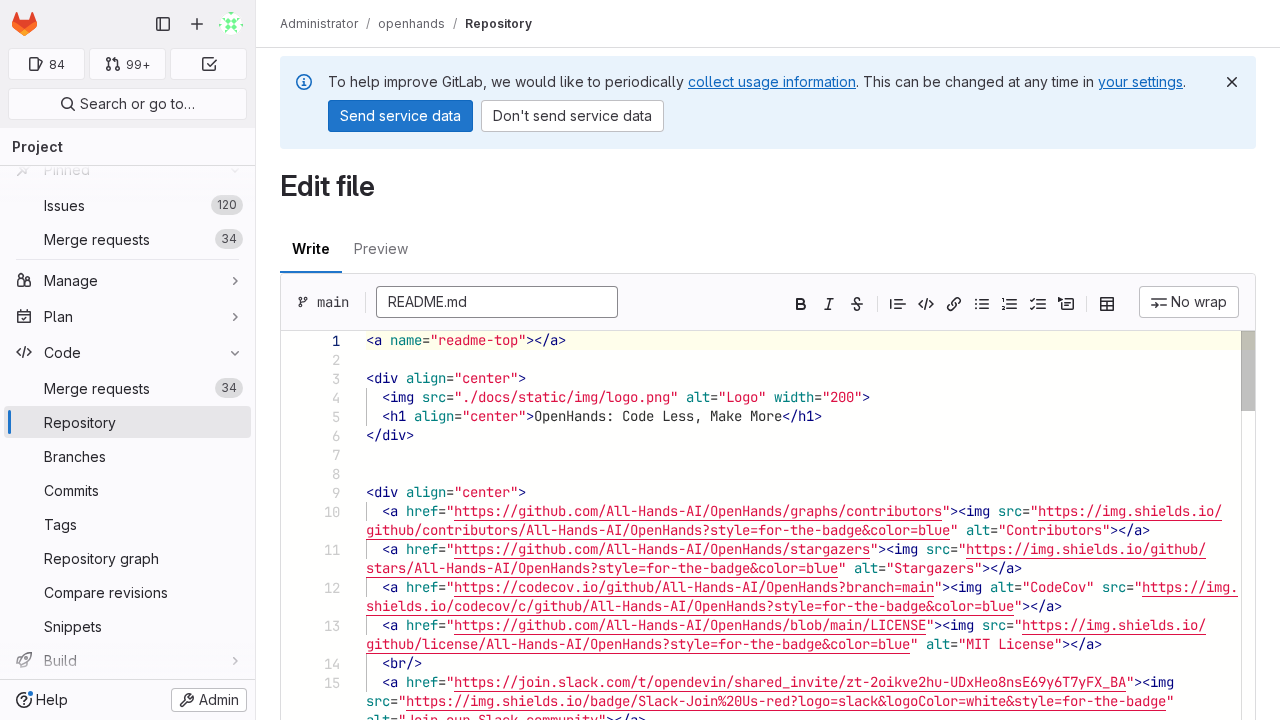 84
99+
Search or go to…
Project
Pinned
Issues
120
Merge requests
34
Manage
Plan
Code
Merge requests
34
Repository
Branches
Commits
Tags
Repository graph
Compare revisions
Snippets
Build
Help
Admin
Administrator / openhands / Repository
To help improve GitLab, we would like to periodically collect usage information. This can be changed at any time in your settings.
Send service data
Don't send service data
Edit file
Write
Preview
main
README.md
No wrap
1 <a name="readme-top"></a>
2
3 <div align="center">
4   <img src="./docs/static/img/logo.png" alt="Logo" width="200">
5   <h1 align="center">OpenHands: Code Less, Make More</h1>
6 </div>
7
8
9 <div align="center">
10   <a href="https://github.com/All-Hands-AI/OpenHands/graphs/contributors"><img src="https://img.shields.io/
github/contributors/All-Hands-AI/OpenHands?style=for-the-badge&color=blue" alt="Contributors"></a>
11   <a href="https://github.com/All-Hands-AI/OpenHands/stargazers"><img src="https://img.shields.io/github/
stars/All-Hands-AI/OpenHands?style=for-the-badge&color=blue" alt="Stargazers"></a>
12   <a href="https://codecov.io/github/All-Hands-AI/OpenHands?branch=main"><img alt="CodeCov" src="https://img.
shields.io/codecov/c/github/All-Hands-AI/OpenHands?style=for-the-badge&color=blue"></a>
13   <a href="https://github.com/All-Hands-AI/OpenHands/blob/main/LICENSE"><img src="https://img.shields.io/
github/license/All-Hands-AI/OpenHands?style=for-the-badge&color=blue" alt="MIT License"></a>
14   <br/>
15   <a href="https://join.slack.com/t/opendevin/shared_invite/zt-2oikve2hu-UDxHeo8nsE69y6T7yFX_BA"><img
src="https://img.shields.io/badge/Slack-Join%20Us-red?logo=slack&logoColor=white&style=for-the-badge"
alt="Join our Slack community"></a>